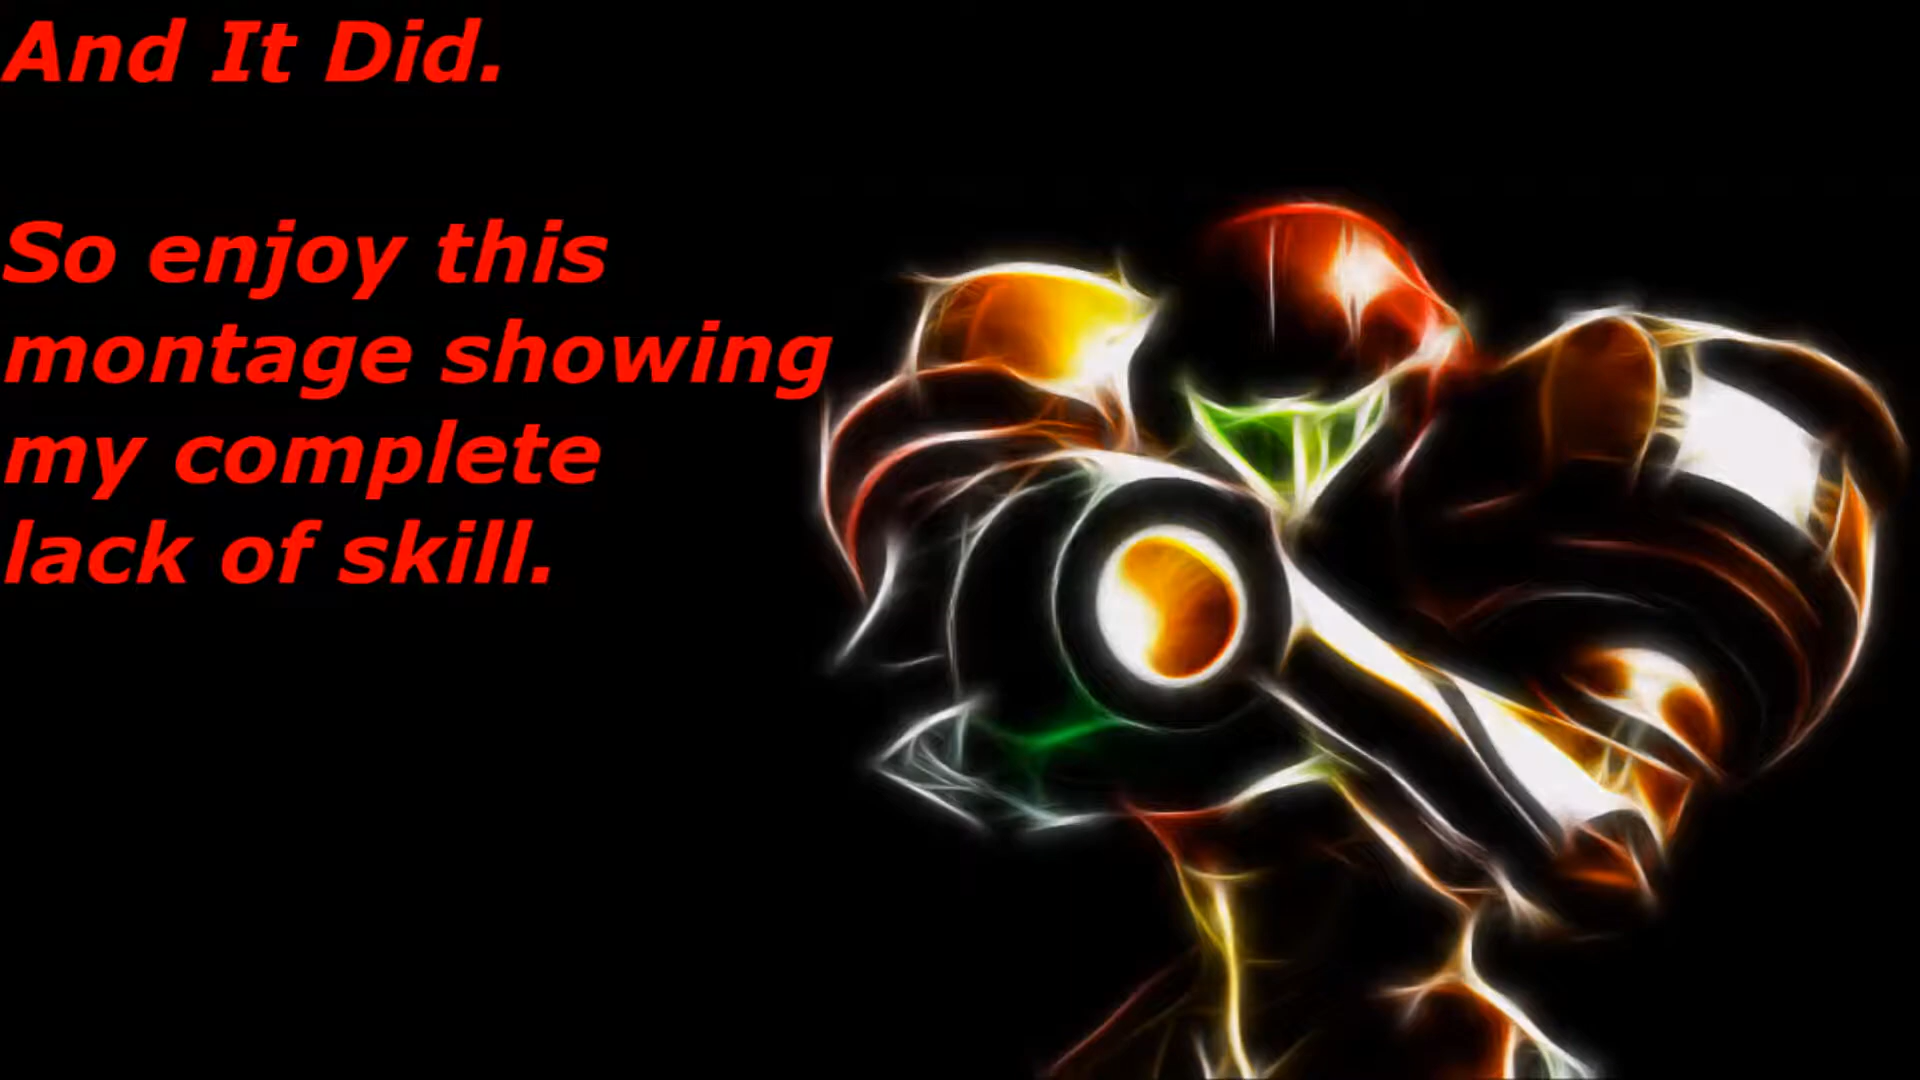 And It Did.
So enjoy this
montage showing
my complete
lack of skill.